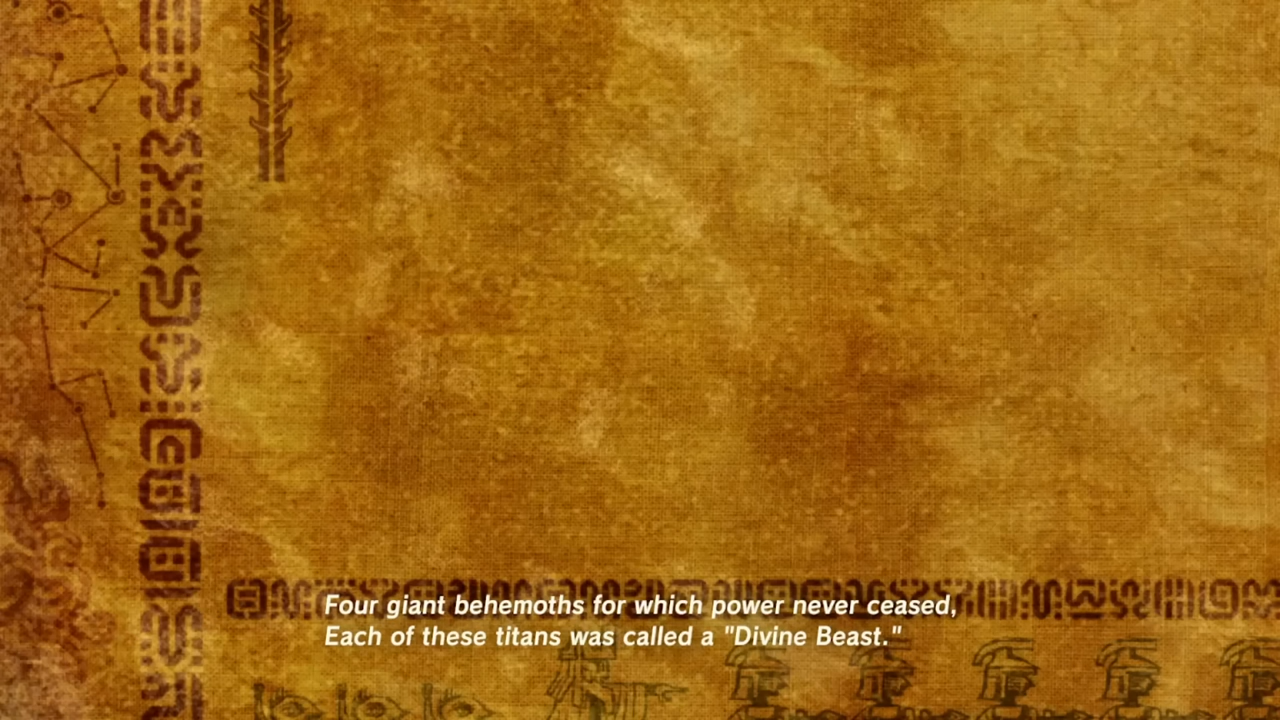 Four giant behemoths for which power never ceased,
Each of these titans was called a "Divine Beast."